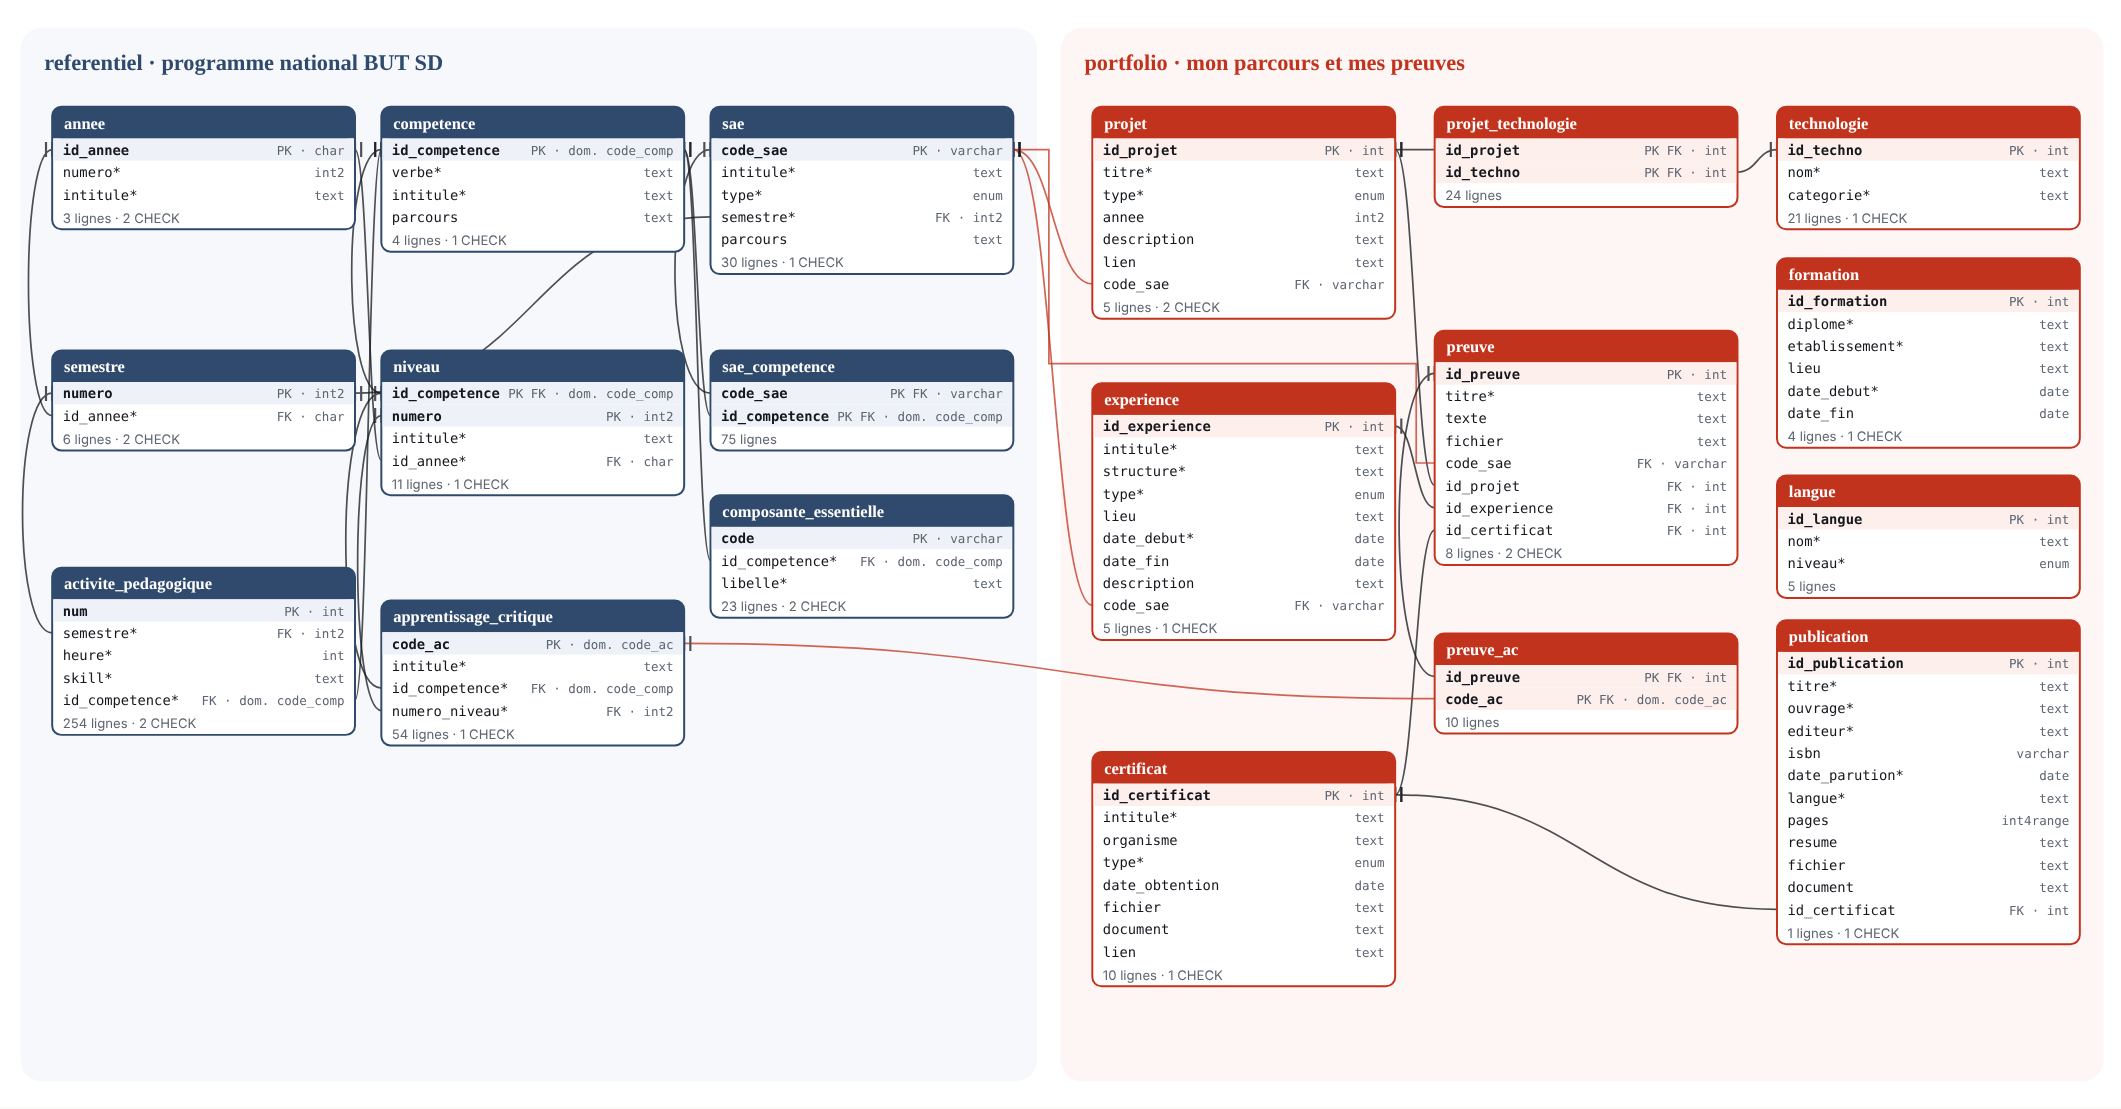 referentiel · programme national BUT SD
annee
id_annee PK · char
numero* int2
intitule* text
3 lignes · 2 CHECK
competence
id_competence PK · dom. code_comp
verbe* text
intitule* text
parcours text
4 lignes · 1 CHECK
sae
code_sae PK · varchar
intitule* text
type* enum
semestre* FK · int2
parcours text
30 lignes · 1 CHECK
semestre
numero PK · int2
id_annee* FK · char
6 lignes · 2 CHECK
niveau
id_competence PK FK · dom. code_comp
numero PK · int2
intitule* text
id_annee* FK · char
11 lignes · 1 CHECK
sae_competence
code_sae PK FK · varchar
id_competence PK FK · dom. code_comp
75 lignes
composante_essentielle
code PK · varchar
id_competence* FK · dom. code_comp
libelle* text
23 lignes · 2 CHECK
activite_pedagogique
num PK · int
semestre* FK · int2
heure* int
skill* text
id_competence* FK · dom. code_comp
254 lignes · 2 CHECK
apprentissage_critique
code_ac PK · dom. code_ac
intitule* text
id_competence* FK · dom. code_comp
numero_niveau* FK · int2
54 lignes · 1 CHECK
portfolio · mon parcours et mes preuves
projet
id_projet PK · int
titre* text
type* enum
annee int2
description text
lien text
code_sae FK · varchar
5 lignes · 2 CHECK
projet_technologie
id_projet PK FK · int
id_techno PK FK · int
24 lignes
technologie
id_techno PK · int
nom* text
categorie* text
21 lignes · 1 CHECK
formation
id_formation PK · int
diplome* text
etablissement* text
lieu text
date_debut* date
date_fin date
4 lignes · 1 CHECK
experience
id_experience PK · int
intitule* text
structure* text
type* enum
lieu text
date_debut* date
date_fin date
description text
code_sae FK · varchar
5 lignes · 1 CHECK
preuve
id_preuve PK · int
titre* text
texte text
fichier text
code_sae FK · varchar
id_projet FK · int
id_experience FK · int
id_certificat FK · int
8 lignes · 2 CHECK
langue
id_langue PK · int
nom* text
niveau* enum
5 lignes
preuve_ac
id_preuve PK FK · int
code_ac PK FK · dom. code_ac
10 lignes
publication
id_publication PK · int
titre* text
ouvrage* text
editeur* text
isbn varchar
date_parution* date
langue* text
pages int4range
resume text
fichier text
document text
id_certificat FK · int
1 lignes · 1 CHECK
certificat
id_certificat PK · int
intitule* text
organisme text
type* enum
date_obtention date
fichier text
document text
lien text
10 lignes · 1 CHECK